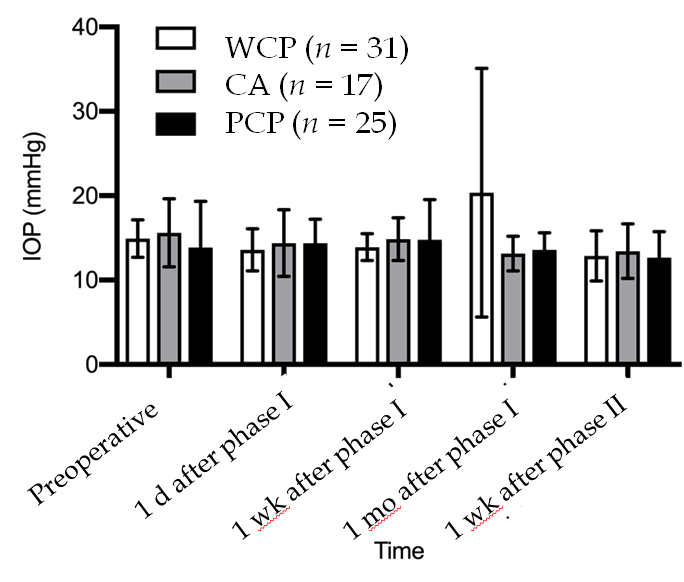 40
30
20
10
0
IOP (mmHg)
WCP (n = 31)
CA (n = 17)
PCP (n = 25)
Preoperative
1 d after phase I
1 wk after phase I
1 mo after phase I
1 wk after phase II
Time